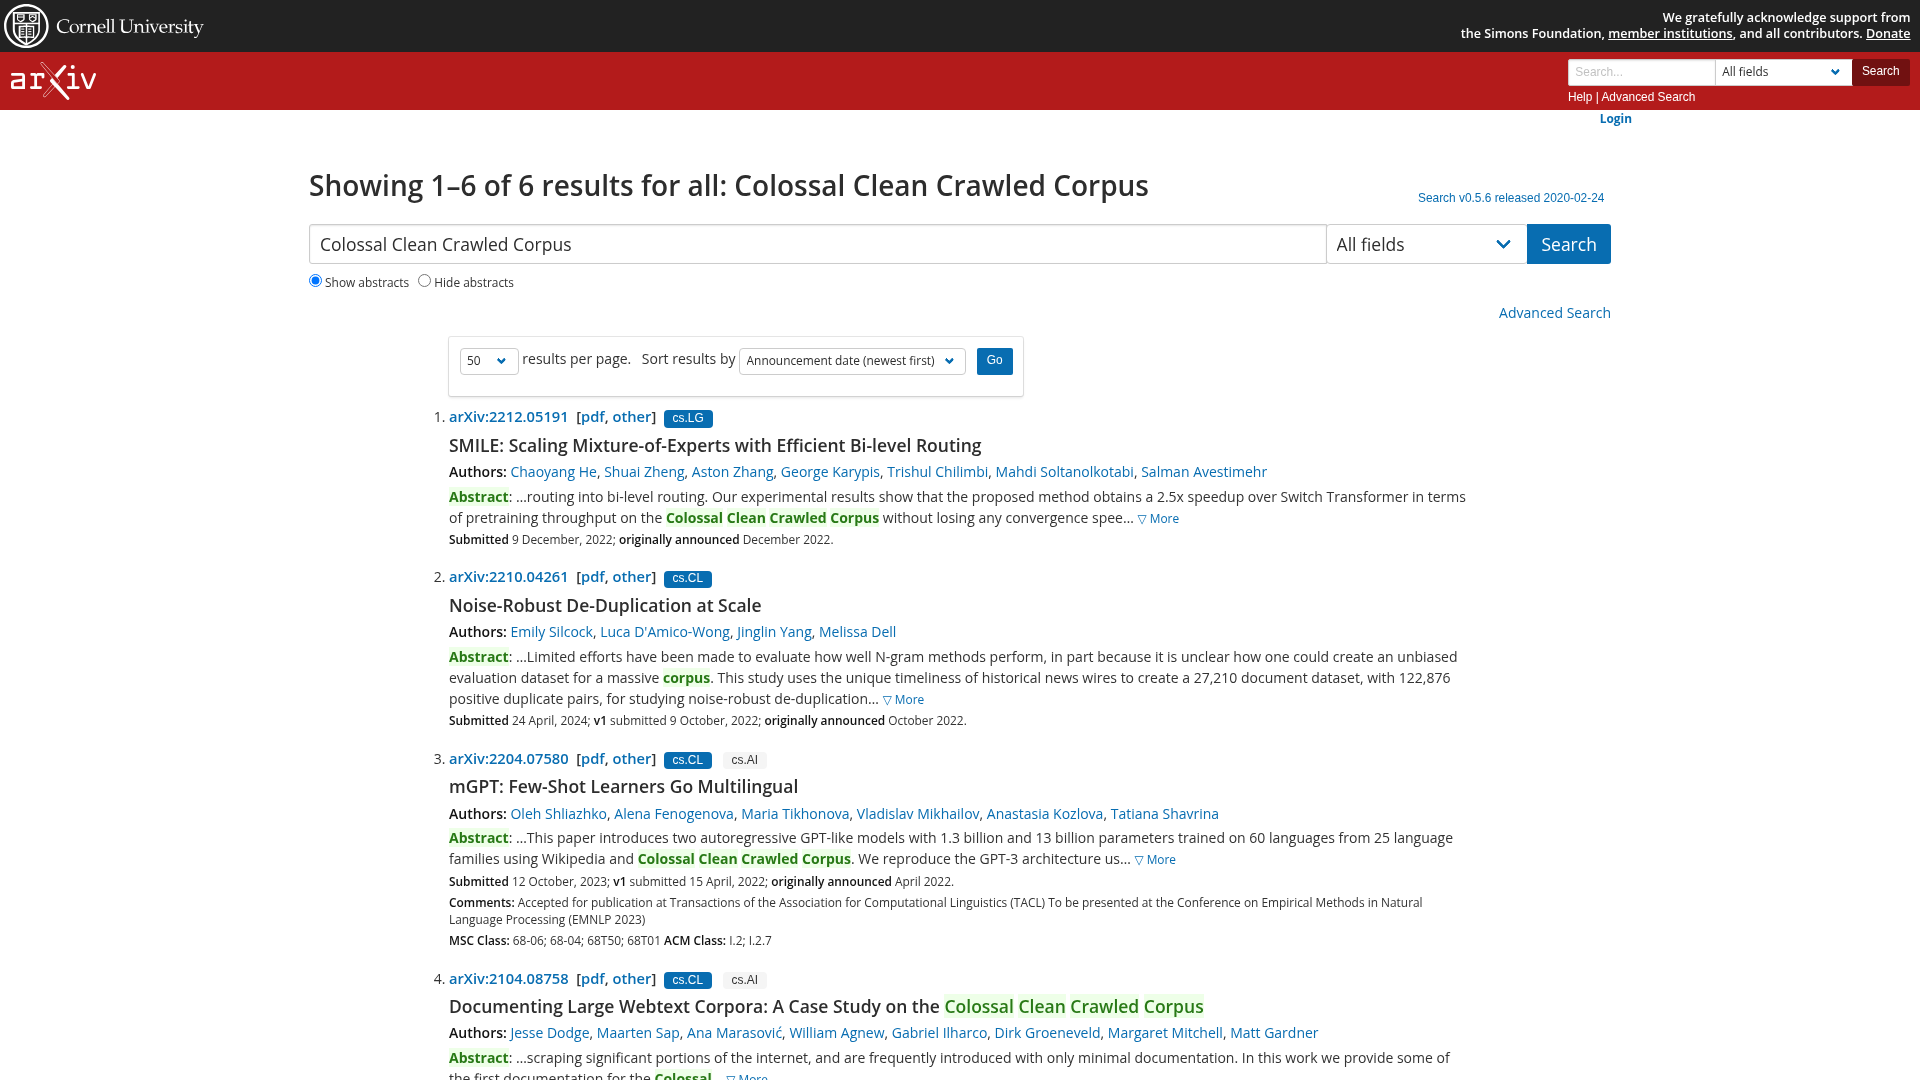 Cornell University
We gratefully acknowledge support from
the Simons Foundation, member institutions, and all contributors. Donate
arXiv
Search...
All fields
Search
Help | Advanced Search
Login
Showing 1–6 of 6 results for all: Colossal Clean Crawled Corpus
Search v0.5.6 released 2020-02-24
Colossal Clean Crawled Corpus
All fields
Search
Show abstracts Hide abstracts
Advanced Search
50 results per page. Sort results by Announcement date (newest first) Go
1. arXiv:2212.05191 [pdf, other] cs.LG
SMILE: Scaling Mixture-of-Experts with Efficient Bi-level Routing
Authors: Chaoyang He, Shuai Zheng, Aston Zhang, George Karypis, Trishul Chilimbi, Mahdi Soltanolkotabi, Salman Avestimehr
Abstract: …routing into bi-level routing. Our experimental results show that the proposed method obtains a 2.5x speedup over Switch Transformer in terms
of pretraining throughput on the Colossal Clean Crawled Corpus without losing any convergence spee… ▽ More
Submitted 9 December, 2022; originally announced December 2022.
2. arXiv:2210.04261 [pdf, other] cs.CL
Noise-Robust De-Duplication at Scale
Authors: Emily Silcock, Luca D'Amico-Wong, Jinglin Yang, Melissa Dell
Abstract: …Limited efforts have been made to evaluate how well N-gram methods perform, in part because it is unclear how one could create an unbiased
evaluation dataset for a massive corpus. This study uses the unique timeliness of historical news wires to create a 27,210 document dataset, with 122,876
positive duplicate pairs, for studying noise-robust de-duplication… ▽ More
Submitted 24 April, 2024; v1 submitted 9 October, 2022; originally announced October 2022.
3. arXiv:2204.07580 [pdf, other] cs.CL cs.AI
mGPT: Few-Shot Learners Go Multilingual
Authors: Oleh Shliazhko, Alena Fenogenova, Maria Tikhonova, Vladislav Mikhailov, Anastasia Kozlova, Tatiana Shavrina
Abstract: …This paper introduces two autoregressive GPT-like models with 1.3 billion and 13 billion parameters trained on 60 languages from 25 language
families using Wikipedia and Colossal Clean Crawled Corpus. We reproduce the GPT-3 architecture us… ▽ More
Submitted 12 October, 2023; v1 submitted 15 April, 2022; originally announced April 2022.
Comments: Accepted for publication at Transactions of the Association for Computational Linguistics (TACL) To be presented at the Conference on Empirical Methods in Natural
Language Processing (EMNLP 2023)
MSC Class: 68-06; 68-04; 68T50; 68T01 ACM Class: I.2; I.2.7
4. arXiv:2104.08758 [pdf, other] cs.CL cs.AI
Documenting Large Webtext Corpora: A Case Study on the Colossal Clean Crawled Corpus
Authors: Jesse Dodge, Maarten Sap, Ana Marasović, William Agnew, Gabriel Ilharco, Dirk Groeneveld, Margaret Mitchell, Matt Gardner
Abstract: …scraping significant portions of the internet, and are frequently introduced with only minimal documentation. In this work we provide some of
the first documentation for the Colossal… ▽ More